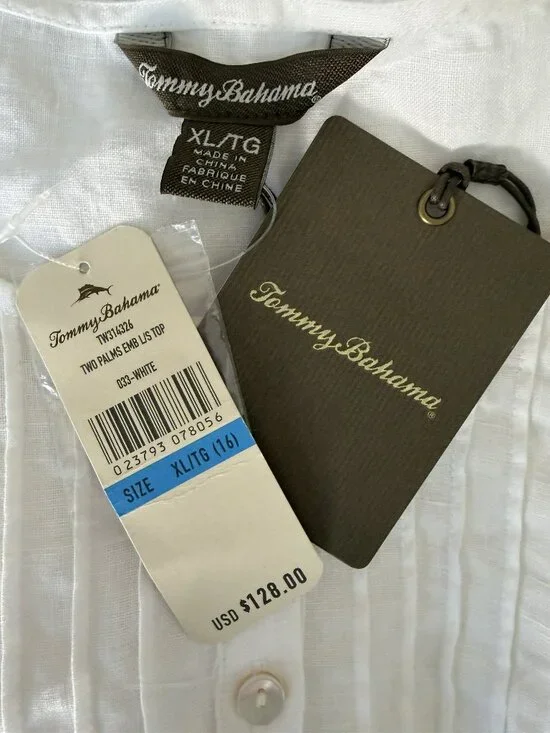 Tommy Bahama®
XL/TG
MADE IN
CHINA
FABRIQUE
EN CHINE
Tommy Bahama®
TW314326
TWO PALMS EMB L/S TOP
033-WHITE
0 23793 078056
SIZE XL/TG (16)
USD $128.00
Tommy Bahama®